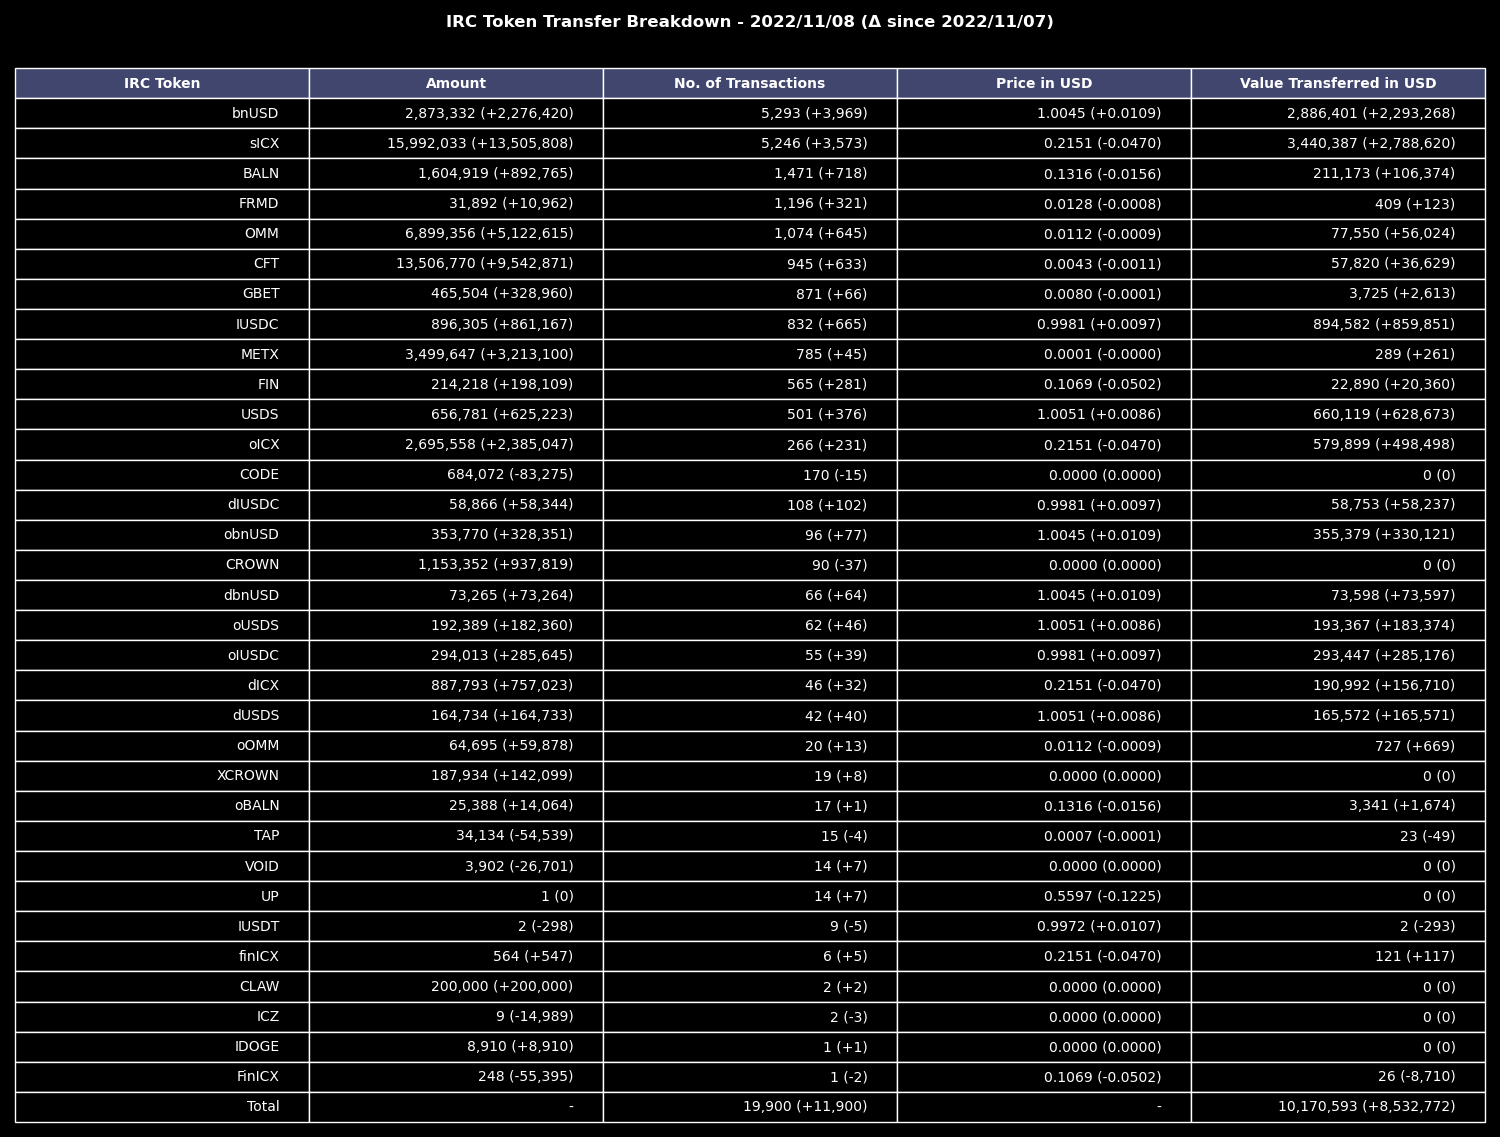 IRC Token Transfer Breakdown - 2022/11/08 (Δ since 2022/11/07)
IRC Token Amount No. of Transactions Price in USD Value Transferred in USD
bnUSD 2,873,332 (+2,276,420) 5,293 (+3,969) 1.0045 (+0.0109) 2,886,401 (+2,293,268)
sICX 15,992,033 (+13,505,808) 5,246 (+3,573) 0.2151 (-0.0470) 3,440,387 (+2,788,620)
BALN 1,604,919 (+892,765) 1,471 (+718) 0.1316 (-0.0156) 211,173 (+106,374)
FRMD 31,892 (+10,962) 1,196 (+321) 0.0128 (-0.0008) 409 (+123)
OMM 6,899,356 (+5,122,615) 1,074 (+645) 0.0112 (-0.0009) 77,550 (+56,024)
CFT 13,506,770 (+9,542,871) 945 (+633) 0.0043 (-0.0011) 57,820 (+36,629)
GBET 465,504 (+328,960) 871 (+66) 0.0080 (-0.0001) 3,725 (+2,613)
IUSDC 896,305 (+861,167) 832 (+665) 0.9981 (+0.0097) 894,582 (+859,851)
METX 3,499,647 (+3,213,100) 785 (+45) 0.0001 (-0.0000) 289 (+261)
FIN 214,218 (+198,109) 565 (+281) 0.1069 (-0.0502) 22,890 (+20,360)
USDS 656,781 (+625,223) 501 (+376) 1.0051 (+0.0086) 660,119 (+628,673)
oICX 2,695,558 (+2,385,047) 266 (+231) 0.2151 (-0.0470) 579,899 (+498,498)
CODE 684,072 (-83,275) 170 (-15) 0.0000 (0.0000) 0 (0)
dIUSDC 58,866 (+58,344) 108 (+102) 0.9981 (+0.0097) 58,753 (+58,237)
obnUSD 353,770 (+328,351) 96 (+77) 1.0045 (+0.0109) 355,379 (+330,121)
CROWN 1,153,352 (+937,819) 90 (-37) 0.0000 (0.0000) 0 (0)
dbnUSD 73,265 (+73,264) 66 (+64) 1.0045 (+0.0109) 73,598 (+73,597)
oUSDS 192,389 (+182,360) 62 (+46) 1.0051 (+0.0086) 193,367 (+183,374)
oIUSDC 294,013 (+285,645) 55 (+39) 0.9981 (+0.0097) 293,447 (+285,176)
dICX 887,793 (+757,023) 46 (+32) 0.2151 (-0.0470) 190,992 (+156,710)
dUSDS 164,734 (+164,733) 42 (+40) 1.0051 (+0.0086) 165,572 (+165,571)
oOMM 64,695 (+59,878) 20 (+13) 0.0112 (-0.0009) 727 (+669)
XCROWN 187,934 (+142,099) 19 (+8) 0.0000 (0.0000) 0 (0)
oBALN 25,388 (+14,064) 17 (+1) 0.1316 (-0.0156) 3,341 (+1,674)
TAP 34,134 (-54,539) 15 (-4) 0.0007 (-0.0001) 23 (-49)
VOID 3,902 (-26,701) 14 (+7) 0.0000 (0.0000) 0 (0)
UP 1 (0) 14 (+7) 0.5597 (-0.1225) 0 (0)
IUSDT 2 (-298) 9 (-5) 0.9972 (+0.0107) 2 (-293)
finICX 564 (+547) 6 (+5) 0.2151 (-0.0470) 121 (+117)
CLAW 200,000 (+200,000) 2 (+2) 0.0000 (0.0000) 0 (0)
ICZ 9 (-14,989) 2 (-3) 0.0000 (0.0000) 0 (0)
IDOGE 8,910 (+8,910) 1 (+1) 0.0000 (0.0000) 0 (0)
FinICX 248 (-55,395) 1 (-2) 0.1069 (-0.0502) 26 (-8,710)
Total - 19,900 (+11,900) - 10,170,593 (+8,532,772)